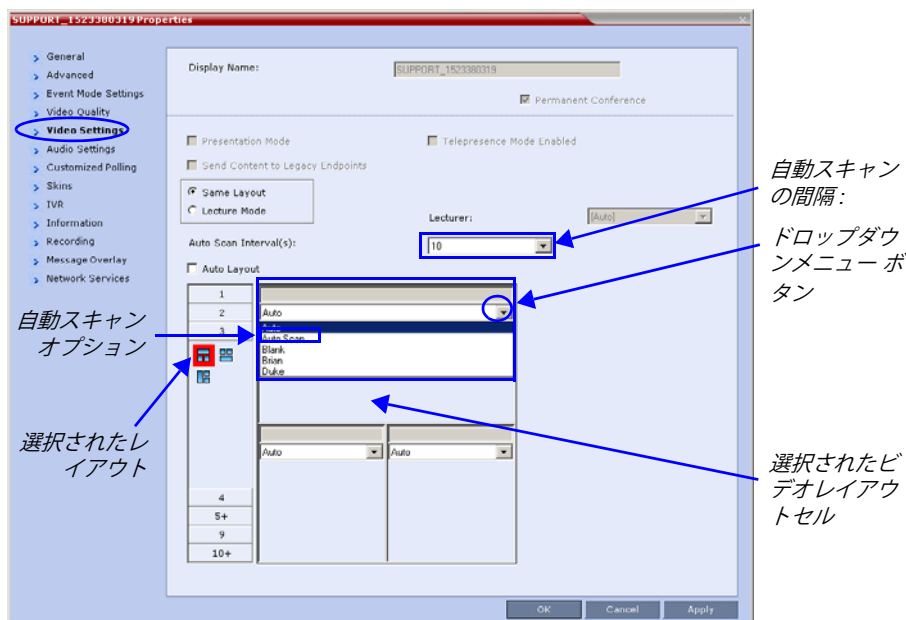 SUPPORT_1523380319 Properties
General
Advanced
Event Mode Settings
Video Quality
Video Settings
Audio Settings
Customized Polling
Skins
IVR
Information
Recording
Message Overlay
Network Services
Display Name:
SUPPORT_1523380319
Permanent Conference
Presentation Mode
Telepresence Mode Enabled
Send Content to Legacy Endpoints
Same Layout
Lecture Mode
Lecturer:
[Auto]
Auto Scan Interval(s):
10
Auto Layout
1
2
3
Auto
Auto
Auto Scan
Blank
Brian
Duke
Auto
Auto
4
5+
9
10+
OK
Cancel
Apply
自動スキャン
の間隔 :
ドロップダウ
ンメニュー ボ
タン
自動スキャン
オプション
選択されたレ
イアウト
選択されたビ
デオレイアウ
トセル